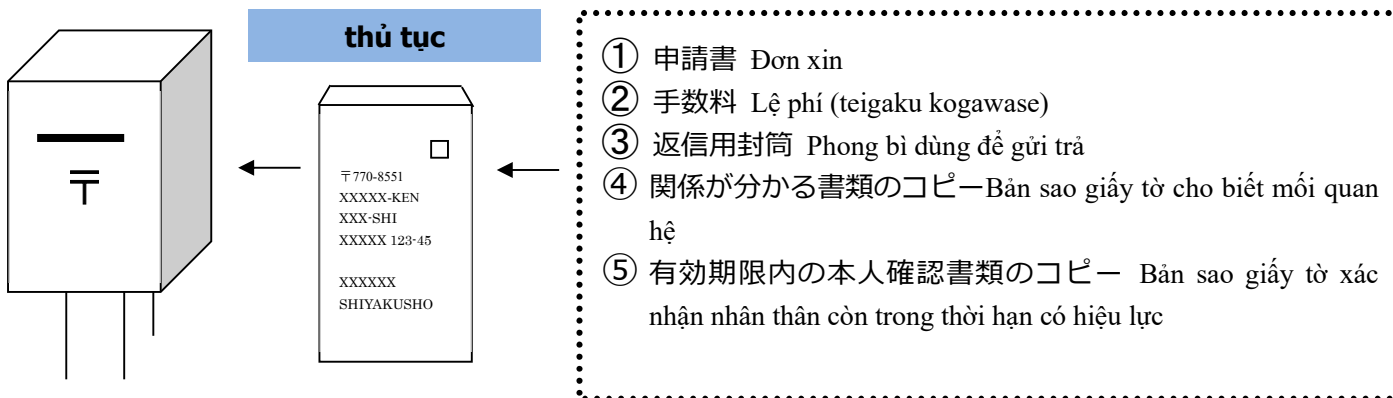 thủ tục
〒
〒770-8551
XXXXX-KEN
XXX-SHI
XXXXX 123-45
XXXXXX
SHIYAKUSHO
① 申請書 Đơn xin
② 手数料 Lệ phí (teigaku kogawase)
③ 返信用封筒 Phong bì dùng để gửi trả
④ 関係が分かる書類のコピーBản sao giấy tờ cho biết mối quan
hệ
⑤ 有効期限内の本人確認書類のコピー Bản sao giấy tờ xác
nhận nhân thân còn trong thời hạn có hiệu lực